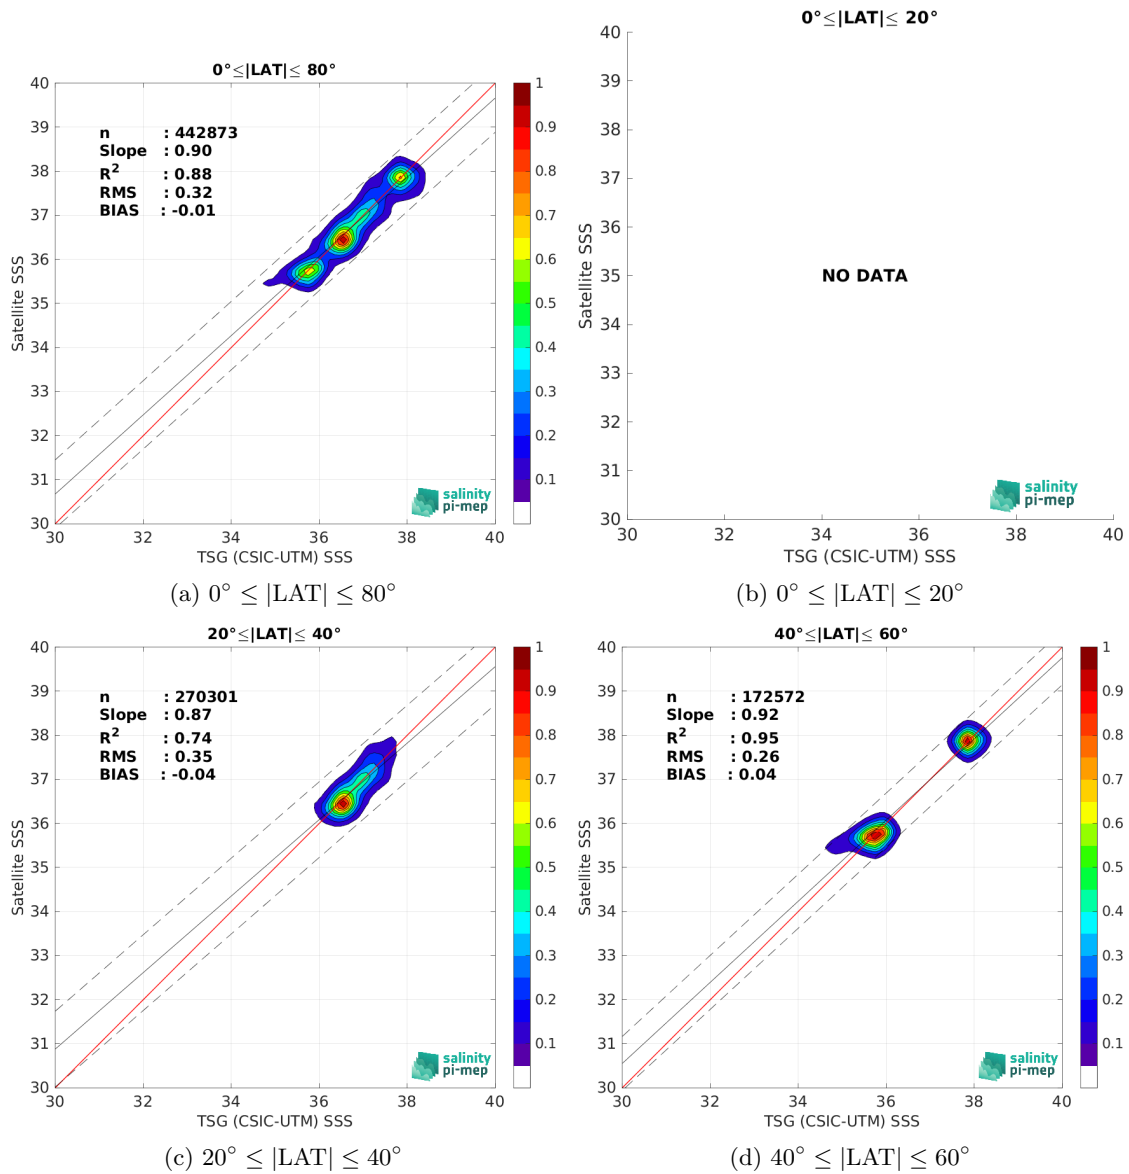 0°≤|LAT|≤ 80°
40
39
38
37
36
35
34
33
32
31
30
Satellite SSS
n : 442873
Slope : 0.90
R² : 0.88
RMS : 0.32
BIAS : -0.01
salinity
pi-mep
30 32 34 36 38 40
TSG (CSIC-UTM) SSS
1
0.9
0.8
0.7
0.6
0.5
0.4
0.3
0.2
0.1
(a) 0° ≤ |LAT| ≤ 80°
0°≤|LAT|≤ 20°
40
39
38
37
36
35
34
33
32
31
30
Satellite SSS
NO DATA
salinity
pi-mep
30 32 34 36 38 40
TSG (CSIC-UTM) SSS
(b) 0° ≤ |LAT| ≤ 20°
20°≤|LAT|≤ 40°
40
39
38
37
36
35
34
33
32
31
30
Satellite SSS
n : 270301
Slope : 0.87
R² : 0.74
RMS : 0.35
BIAS : -0.04
salinity
pi-mep
30 32 34 36 38 40
TSG (CSIC-UTM) SSS
1
0.9
0.8
0.7
0.6
0.5
0.4
0.3
0.2
0.1
(c) 20° ≤ |LAT| ≤ 40°
40°≤|LAT|≤ 60°
40
39
38
37
36
35
34
33
32
31
30
Satellite SSS
n : 172572
Slope : 0.92
R² : 0.95
RMS : 0.26
BIAS : 0.04
salinity
pi-mep
30 32 34 36 38 40
TSG (CSIC-UTM) SSS
1
0.9
0.8
0.7
0.6
0.5
0.4
0.3
0.2
0.1
(d) 40° ≤ |LAT| ≤ 60°